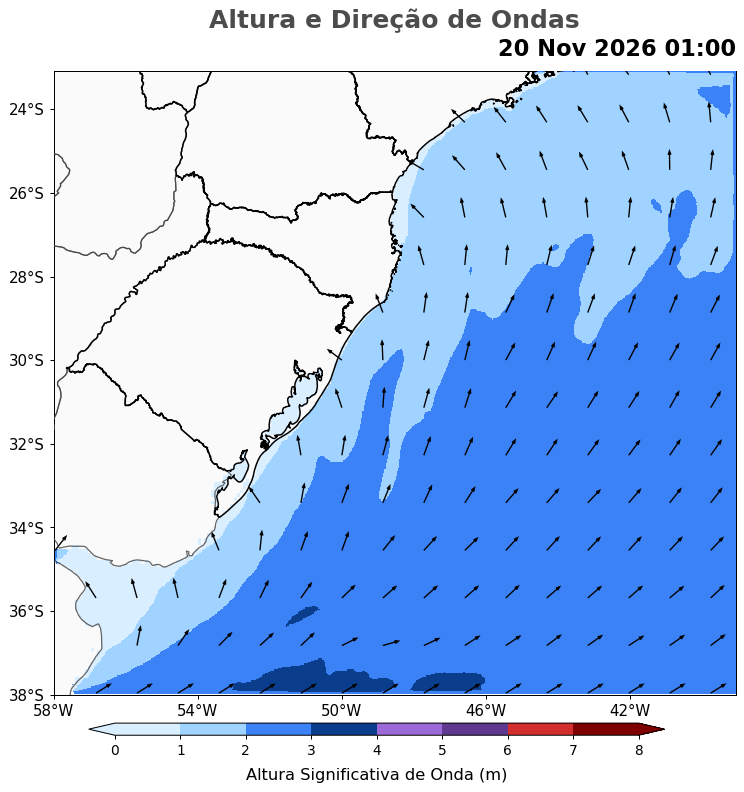 Altura e Direção de Ondas
20 Nov 2026 01:00
24°S
26°S
28°S
30°S
32°S
34°S
36°S
38°S
58°W 54°W 50°W 46°W 42°W
0 1 2 3 4 5 6 7 8
Altura Significativa de Onda (m)